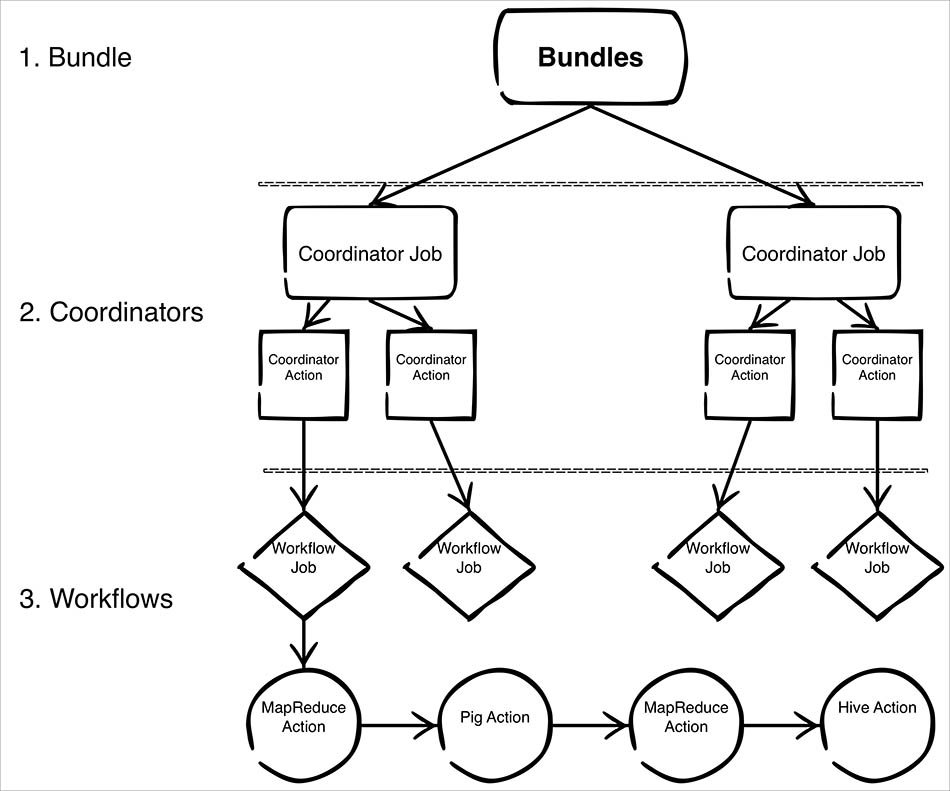 1. Bundle
Bundles
Coordinator Job
Coordinator Job
2. Coordinators
Coordinator
Action
Coordinator
Action
Coordinator
Action
Coordinator
Action
Workflow
Job
Workflow
Job
Workflow
Job
Workflow
Job
3. Workflows
MapReduce
Action
Pig Action
MapReduce
Action
Hive Action